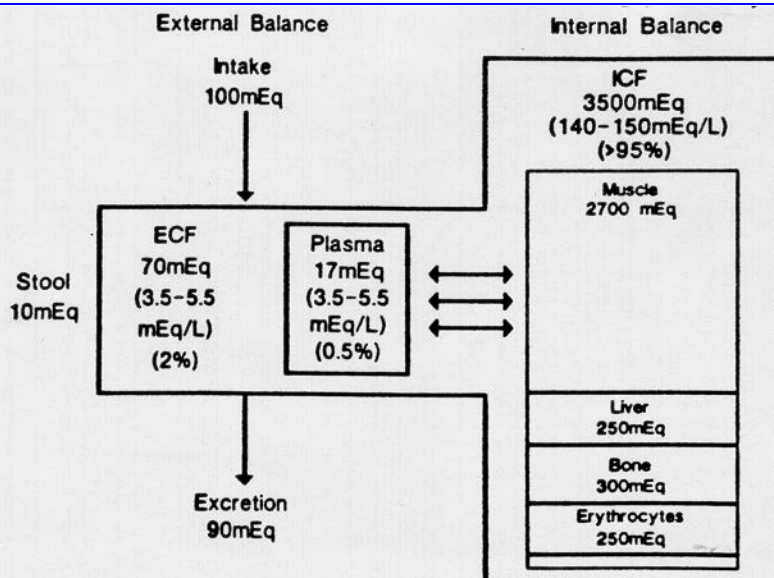 External Balance
Internal Balance
Intake
100mEq
ICF
3500mEq
(140-150mEq/L)
(>95%)
Muscle
2700 mEq
ECF
70mEq
(3.5-5.5
mEq/L)
(2%)
Plasma
17mEq
(3.5-5.5
mEq/L)
(0.5%)
Stool
10mEq
Liver
250mEq
Bone
300mEq
Erythrocytes
250mEq
Excretion
90mEq